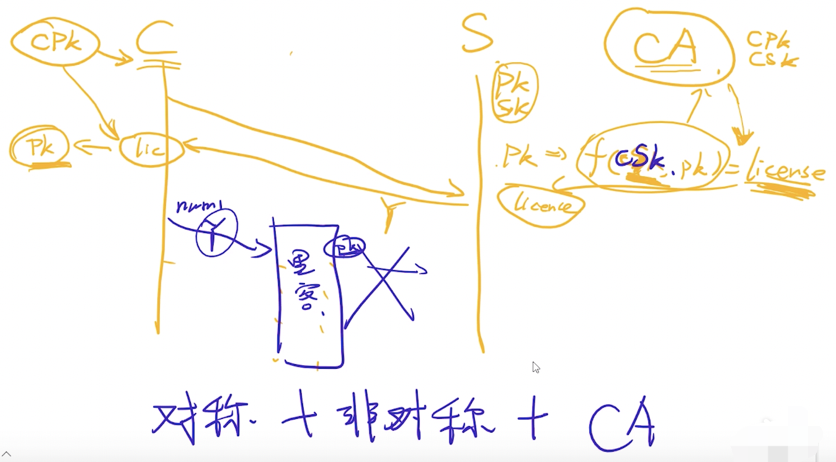 CPK
C
S
CA
CPK
CSK
PK
SK
PK
lic
.PK ⇒ f(CSK.PK) = license
licence
num1
Y
Y
PK
黑客
对称 + 非对称 + CA